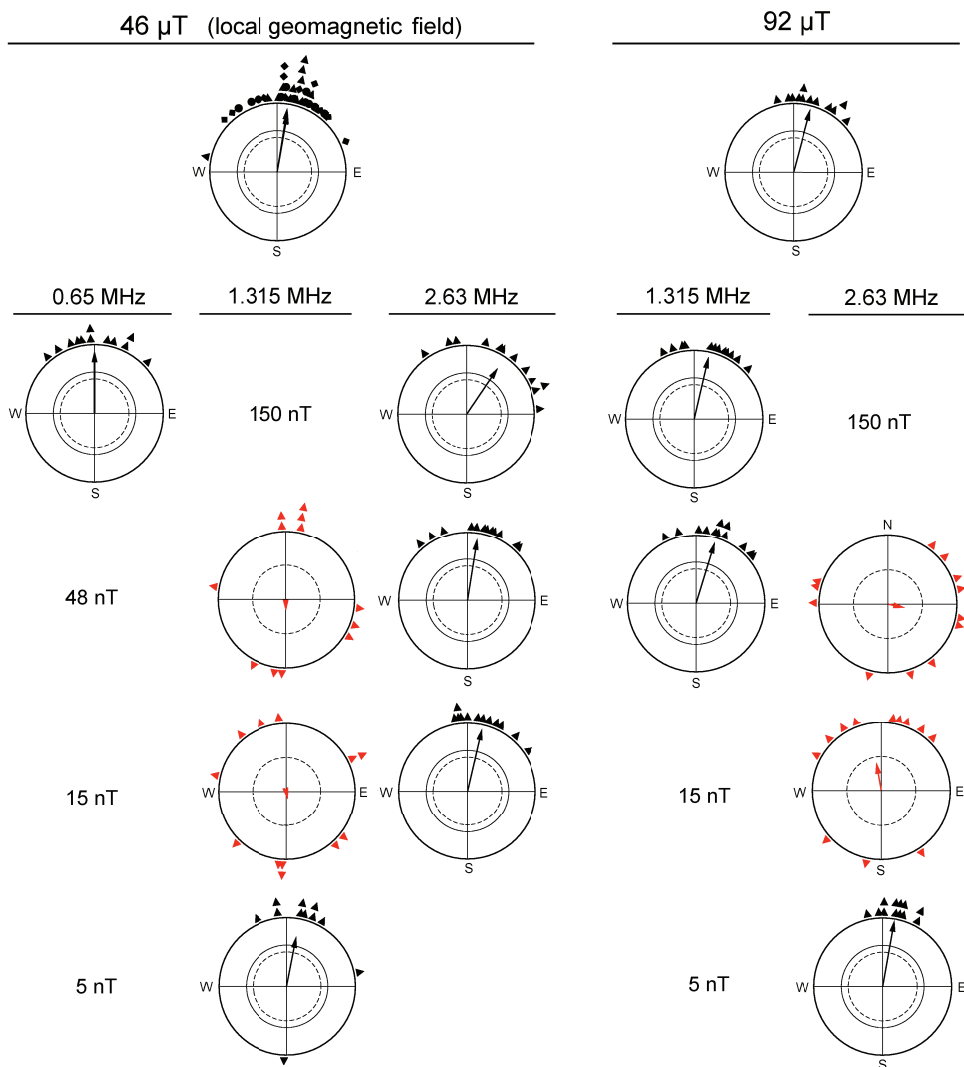 46 µT (local geomagnetic field) 92 µT
W E
S
W E
S
0.65 MHz 1.315 MHz 2.63 MHz 1.315 MHz 2.63 MHz
W E
S
150 nT
W E
S
W E
S
150 nT
48 nT
W E
W E
S
W E
S
N
15 nT
W E
W E
S
15 nT
W E
S
5 nT
W
5 nT
W E
S